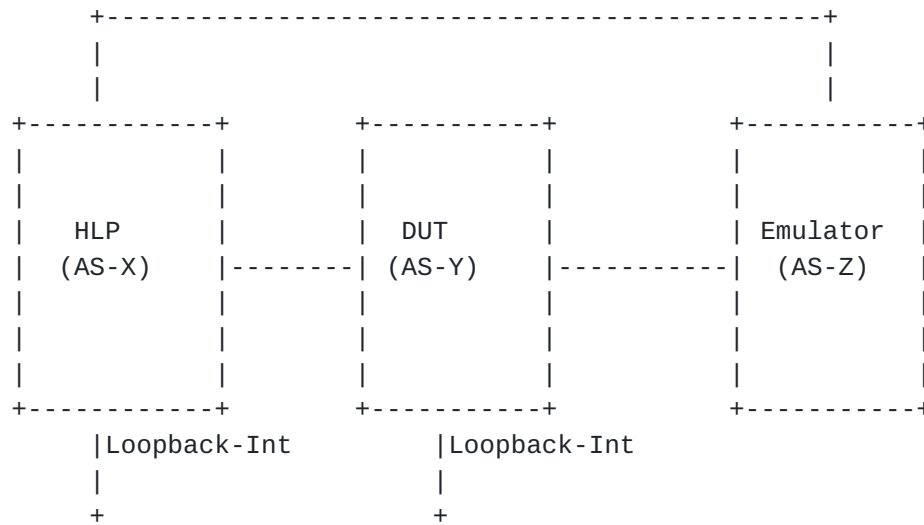 HLP DUT Emulator
(AS-X) (AS-Y) (AS-Z)
Loopback-Int Loopback-Int